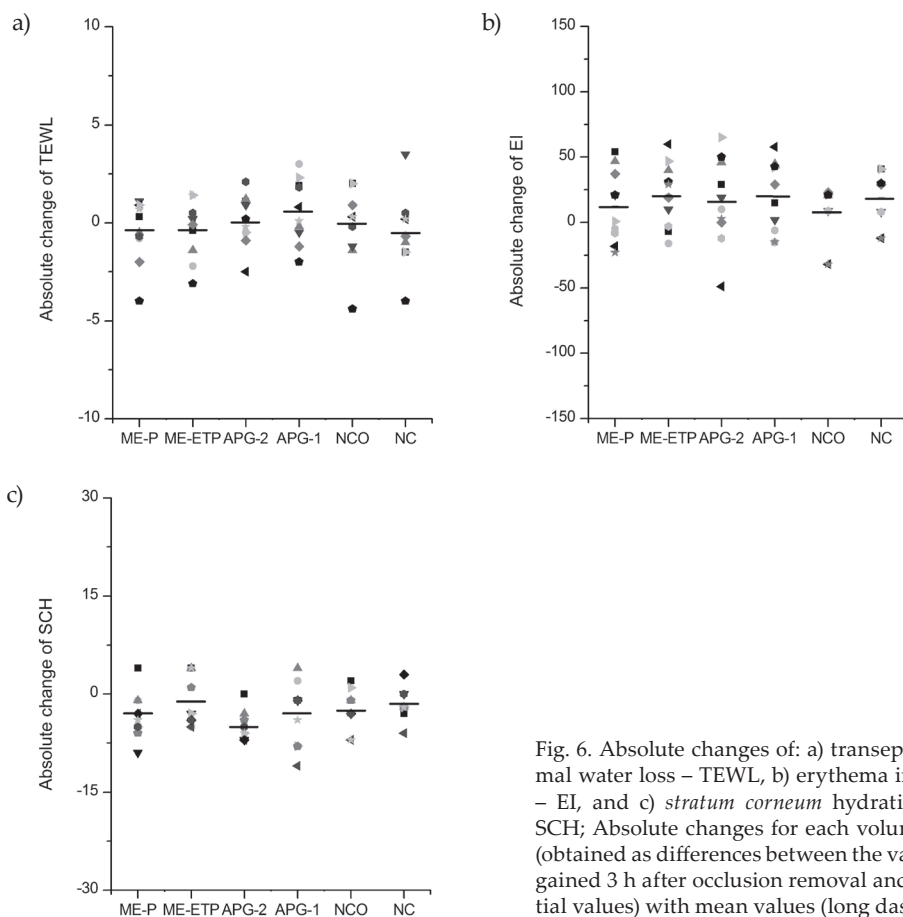 a)
10
5
0
-5
-10
Absolute change of TEWL
ME-P ME-ETP APG-2 APG-1 NCO NC
b)
150
100
50
0
-50
-100
-150
Absolute change of EI
ME-P ME-ETP APG-2 APG-1 NCO NC
c)
30
15
0
-15
-30
Absolute change of SCH
ME-P ME-ETP APG-2 APG-1 NCO NC
Fig. 6. Absolute changes of: a) transep
mal water loss – TEWL, b) erythema i
– EI, and c) stratum corneum hydrati
SCH; Absolute changes for each volu
(obtained as differences between the va
gained 3 h after occlusion removal and
tial values) with mean values (long das